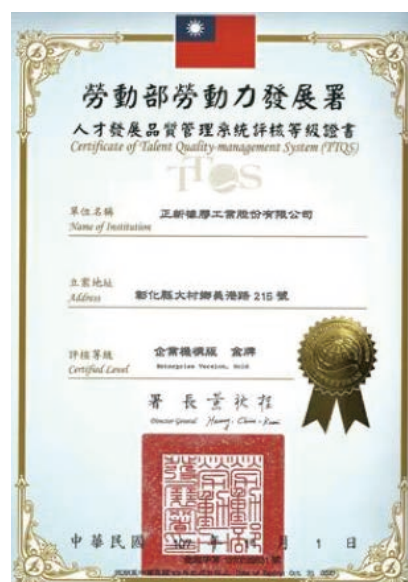 勞動部勞動力發展署
人才發展品質管理系統評核等級證書
Certificate of Talent Quality-management System (TTQS)
TTQS
單位名稱 正新橡膠工業股份有限公司
Name of Institution
立案地址 彰化縣大村鄉美港路 215 號
Address
評核等級 企業機構版 金牌
Certified Level Enterprise Version, Gold
署長 黃秋桂
Director General Huang, Chiu-Kuei
中華民國 107 年 月 1 日